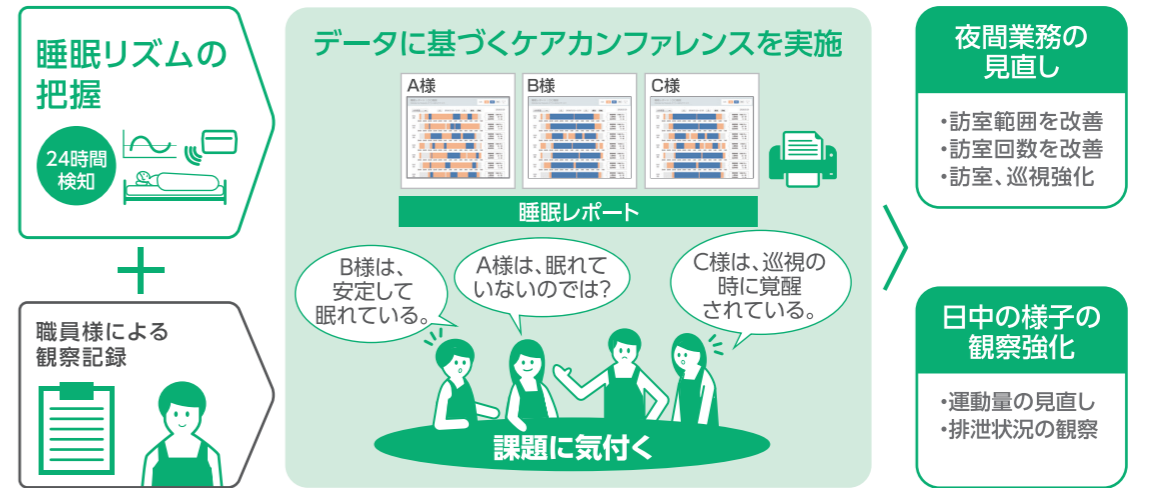 睡眠リズムの
把握
24時間
検知
職員様による
観察記録
データに基づくケアカンファレンスを実施
A様
B様
C様
睡眠レポート
B様は、
安定して
眠れている。
A様は、眠れて
いないのでは?
C様は、巡視の
時に覚醒
されている。
課題に気付く
夜間業務の
見直し
・訪室範囲を改善
・訪室回数を改善
・訪室、巡視強化
日中の様子の
観察強化
・運動量の見直し
・排泄状況の観察